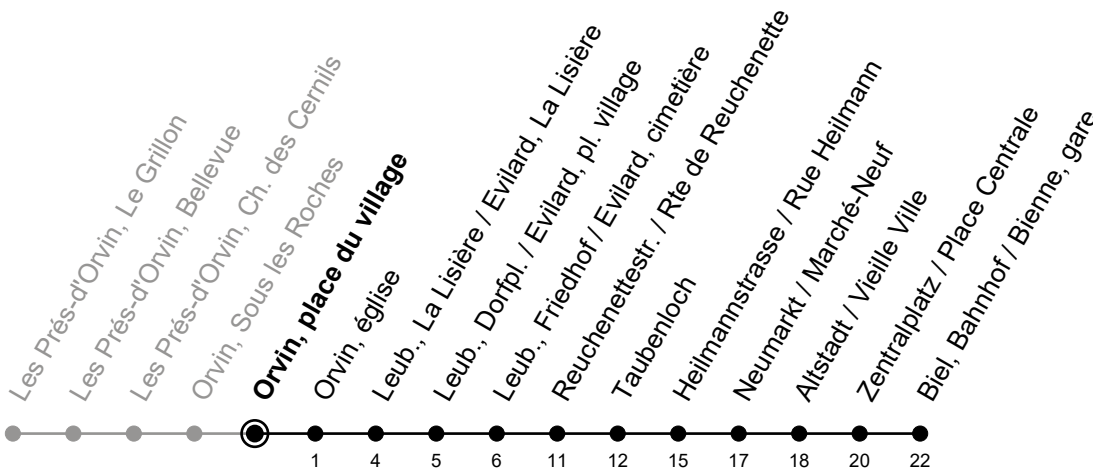 Les Prés-d'Orvin, Le Grillon
Les Prés-d'Orvin, Bellevue
Les Prés-d'Orvin, Ch. des Cernils
Orvin, Sous les Roches
Orvin, place du village
Orvin, église
Leub., La Lisière / Evilard, La Lisière
Leub., Dorfpl. / Evilard, pl. village
Leub., Friedhof / Evilard, cimetière
Reuchenettestr. / Rte de Reuchenette
Taubenloch
Heilmannstrasse / Rue Heilmann
Neumarkt / Marché-Neuf
Altstadt / Vieille Ville
Zentralplatz / Place Centrale
Biel, Bahnhof / Bienne, gare
1 4 5 6 11 12 15 17 18 20 22